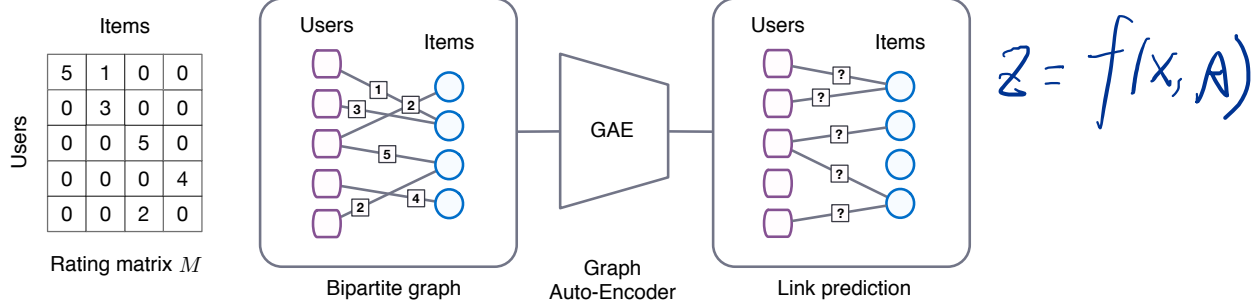 Items
Users
5 1 0 0
0 3 0 0
0 0 5 0
0 0 0 4
0 0 2 0
Rating matrix M
Users
Items
1
2
3
5
4
2
Bipartite graph
GAE
Graph
Auto-Encoder
Users
Items
?
?
?
?
?
Link prediction
Z = f(X, A)